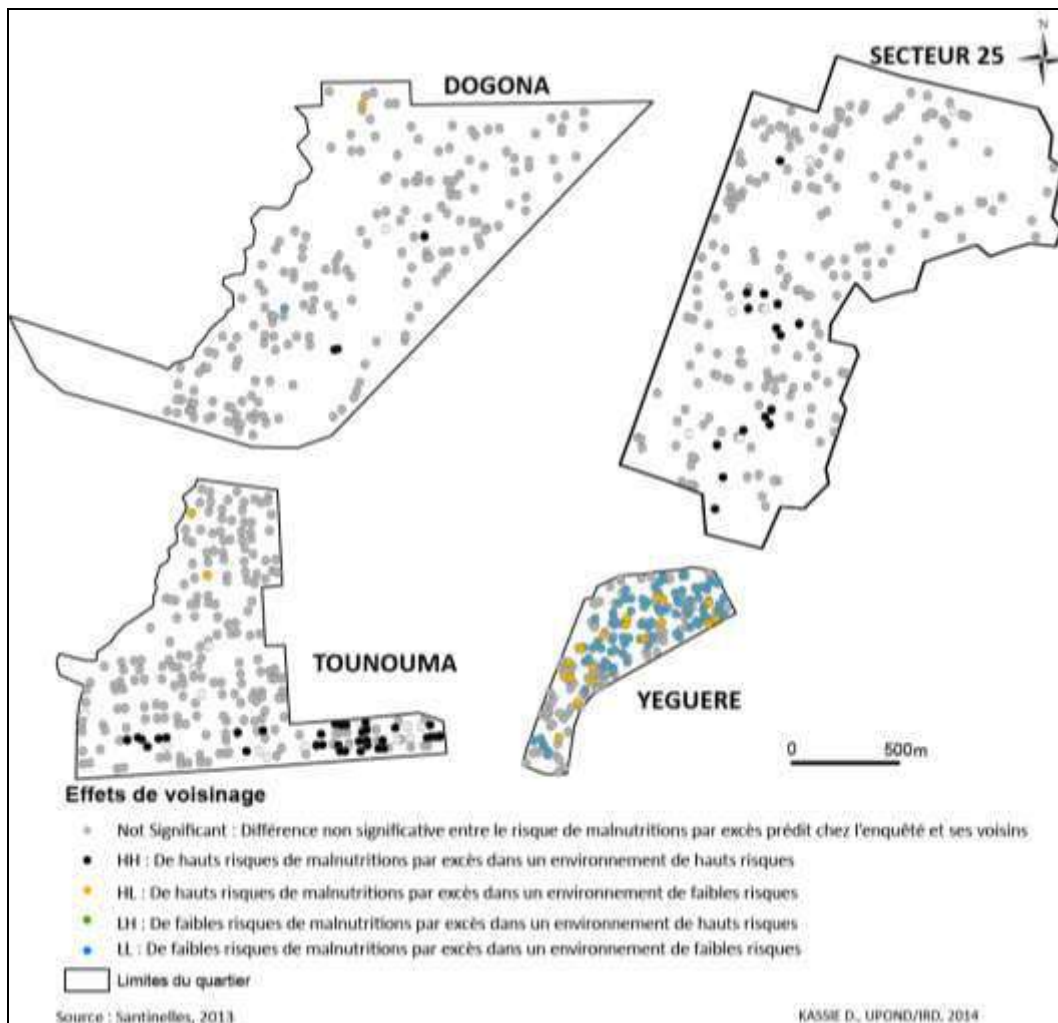 N
SECTEUR 25
DOGONA
TOUNOUMA
YEGUERE
0 500m
Effets de voisinage
Not Significant : Différence non significative entre le risque de malnutritions par excès prédit chez l'enquêté et ses voisins
HH : De hauts risques de malnutritions par excès dans un environnement de hauts risques
HL : De hauts risques de malnutritions par excès dans un environnement de faibles risques
LH : De faibles risques de malnutritions par excès dans un environnement de hauts risques
LL : De faibles risques de malnutritions par excès dans un environnement de faibles risques
Limites du quartier
Source : Santinelles, 2013
KASSIE D., UPOND/IRD, 2014